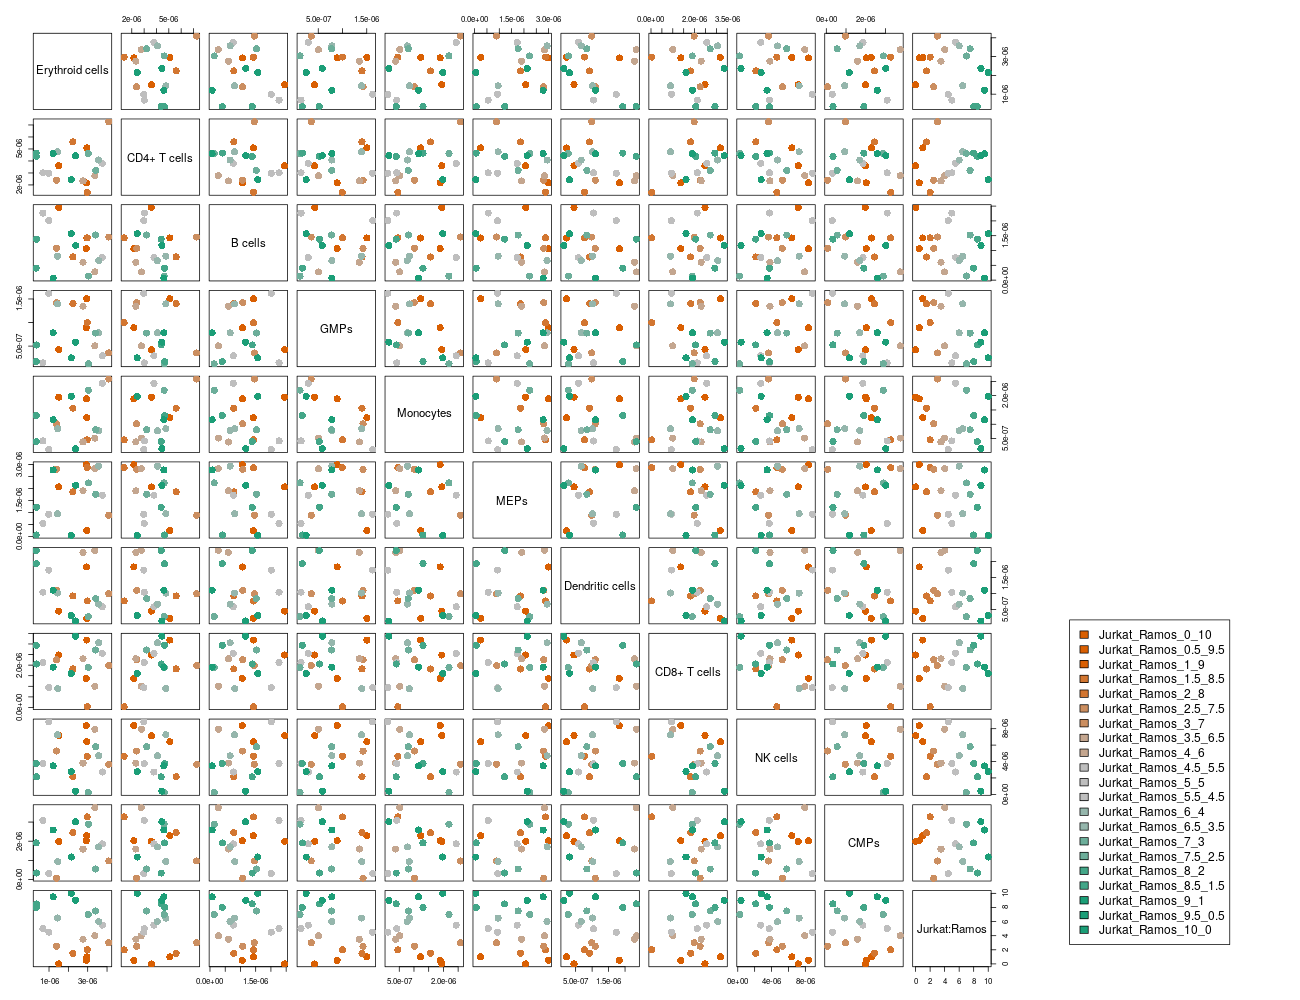 2e-06 5e-06 5.0e-07 1.5e-06 0.0e+00 1.5e-06 3.0e-06 0.0e+00 2.0e-06 3.5e-06 0e+00 2e-06
Erythroid cells
1e-06 3e-06
CD4+ T cells
2e-06 5e-06
B cells
0.0e+00 1.5e-06
GMPs
5.0e-07 1.5e-06
Monocytes
5.0e-07 2.0e-06
MEPs
0.0e+00 1.5e-06 3.0e-06
Dendritic cells
5.0e-07 1.5e-06
CD8+ T cells
0.0e+00 2.0e-06
NK cells
0e+00 4e-06 8e-06
CMPs
0e+00 2e-06
Jurkat:Ramos
0 2 4 6 8 10
1e-06 3e-06 0.0e+00 1.5e-06 5.0e-07 2.0e-06 5.0e-07 1.5e-06 0e+00 4e-06 8e-06 0 2 4 6 8 10
Jurkat_Ramos_0_10
Jurkat_Ramos_0.5_9.5
Jurkat_Ramos_1_9
Jurkat_Ramos_1.5_8.5
Jurkat_Ramos_2_8
Jurkat_Ramos_2.5_7.5
Jurkat_Ramos_3_7
Jurkat_Ramos_3.5_6.5
Jurkat_Ramos_4_6
Jurkat_Ramos_4.5_5.5
Jurkat_Ramos_5_5
Jurkat_Ramos_5.5_4.5
Jurkat_Ramos_6_4
Jurkat_Ramos_6.5_3.5
Jurkat_Ramos_7_3
Jurkat_Ramos_7.5_2.5
Jurkat_Ramos_8_2
Jurkat_Ramos_8.5_1.5
Jurkat_Ramos_9_1
Jurkat_Ramos_9.5_0.5
Jurkat_Ramos_10_0